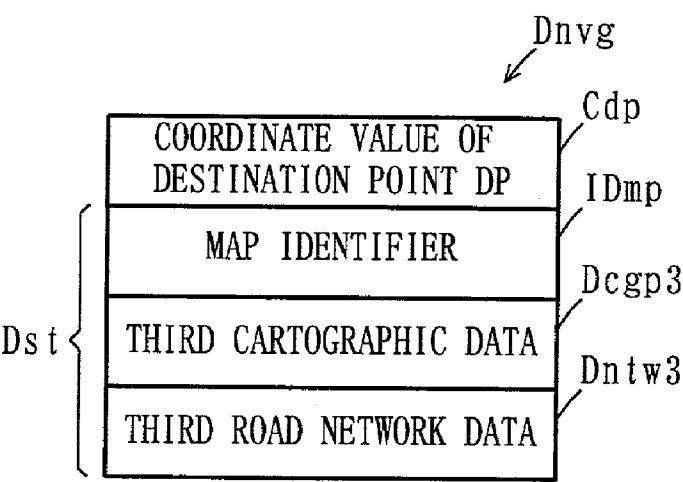 Dnvg
Cdp
COORDINATE VALUE OF
DESTINATION POINT DP
IDmp
MAP IDENTIFIER
Dcgp3
Dst
THIRD CARTOGRAPHIC DATA
Dntw3
THIRD ROAD NETWORK DATA